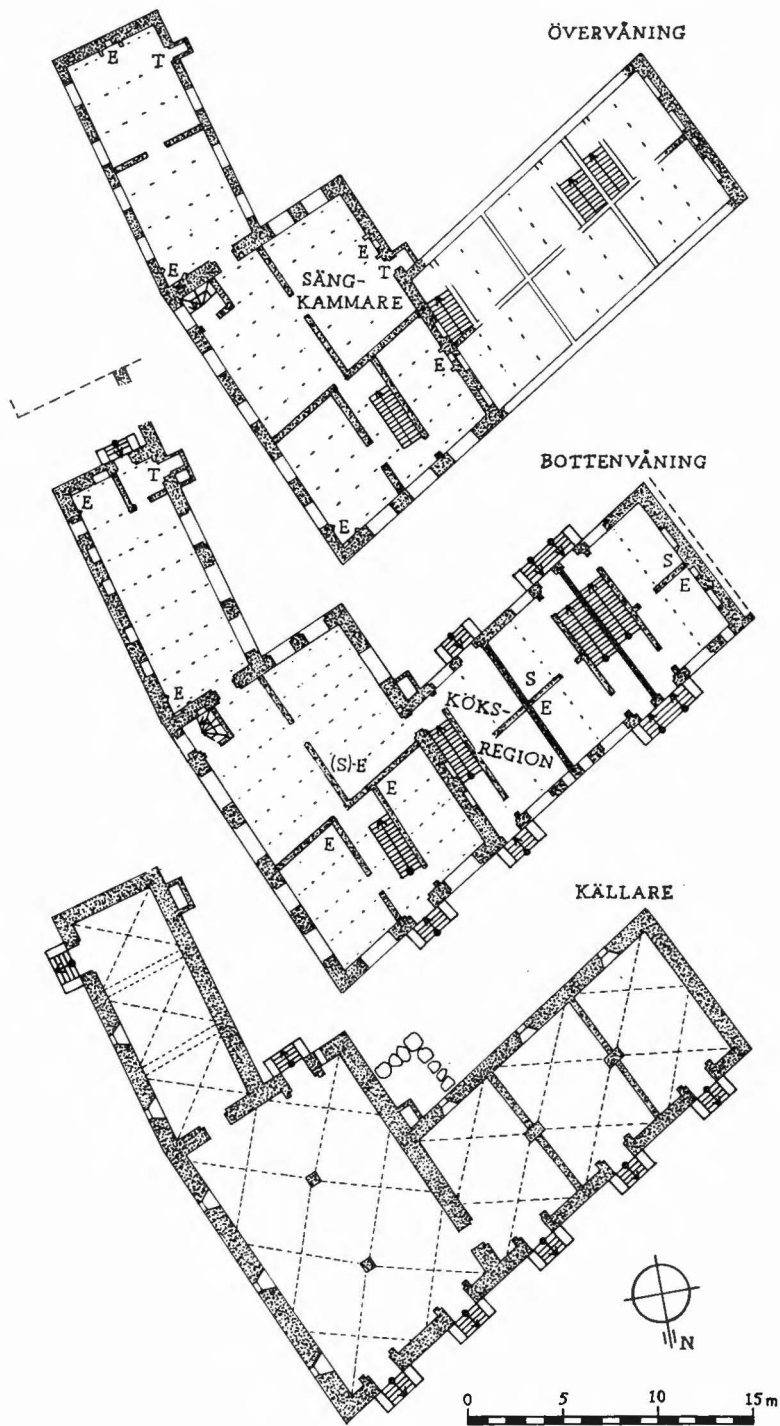 ÖVERVÅNING
E
T
E
E
T
SÄNG-
KAMMARE
E
E
BOTTENVÅNING
T
E
S
E
E
S
KÖKS-
E
REGION
(S)-E
E
E
KÄLLARE
N
0 5 10 15 m